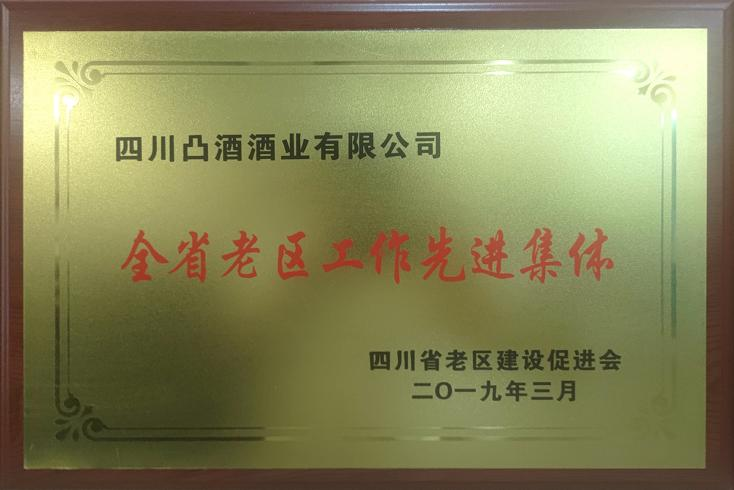 四川凸酒酒业有限公司
全省老区工作先进集体
四川省老区建设促进会
二〇一九年三月